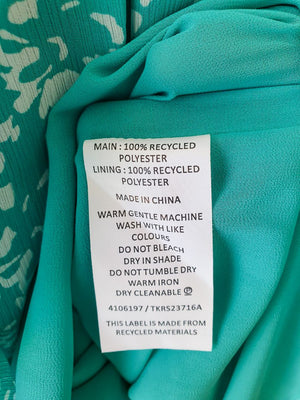 MAIN : 100% RECYCLED
POLYESTER
LINING : 100% RECYCLED
POLYESTER
MADE IN CHINA
WARM GENTLE MACHINE
WASH WITH LIKE
COLOURS
DO NOT BLEACH
DRY IN SHADE
DO NOT TUMBLE DRY
WARM IRON
DRY CLEANABLE Ⓟ
4106197 / TKRS23716A
THIS LABEL IS MADE FROM
RECYCLED MATERIALS